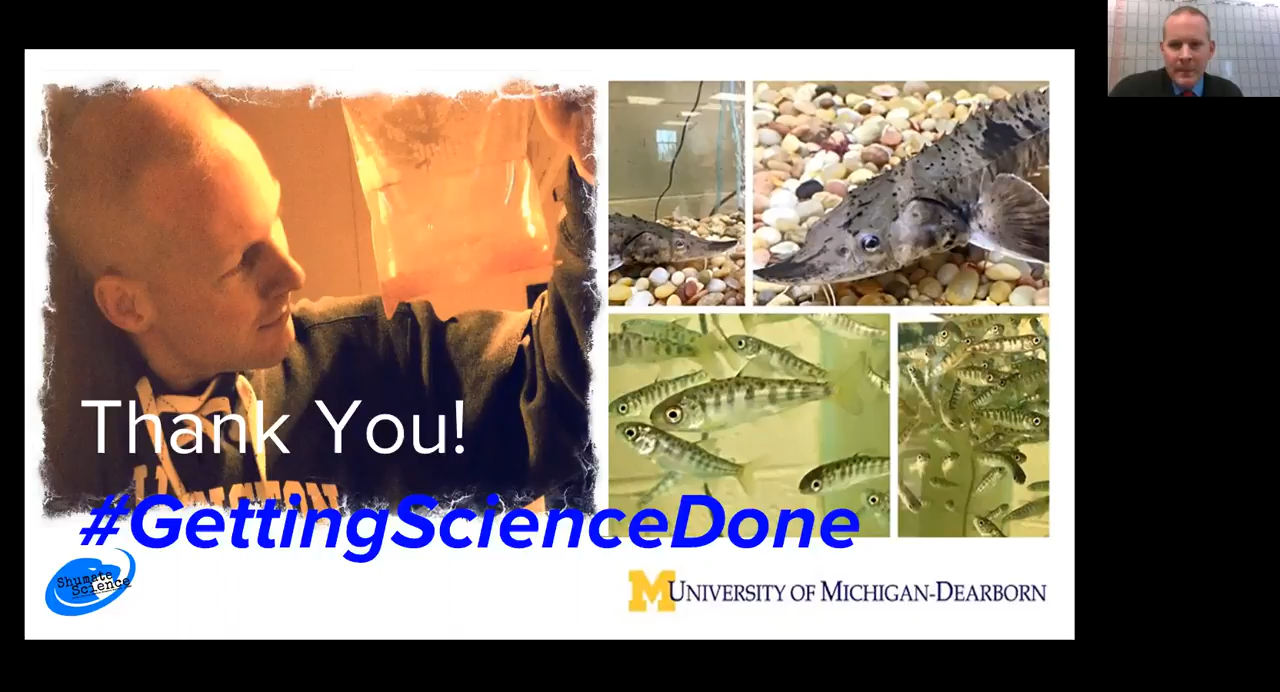 Thank You!
#GettingScienceDone
Shumate
Science
M UNIVERSITY OF MICHIGAN-DEARBORN